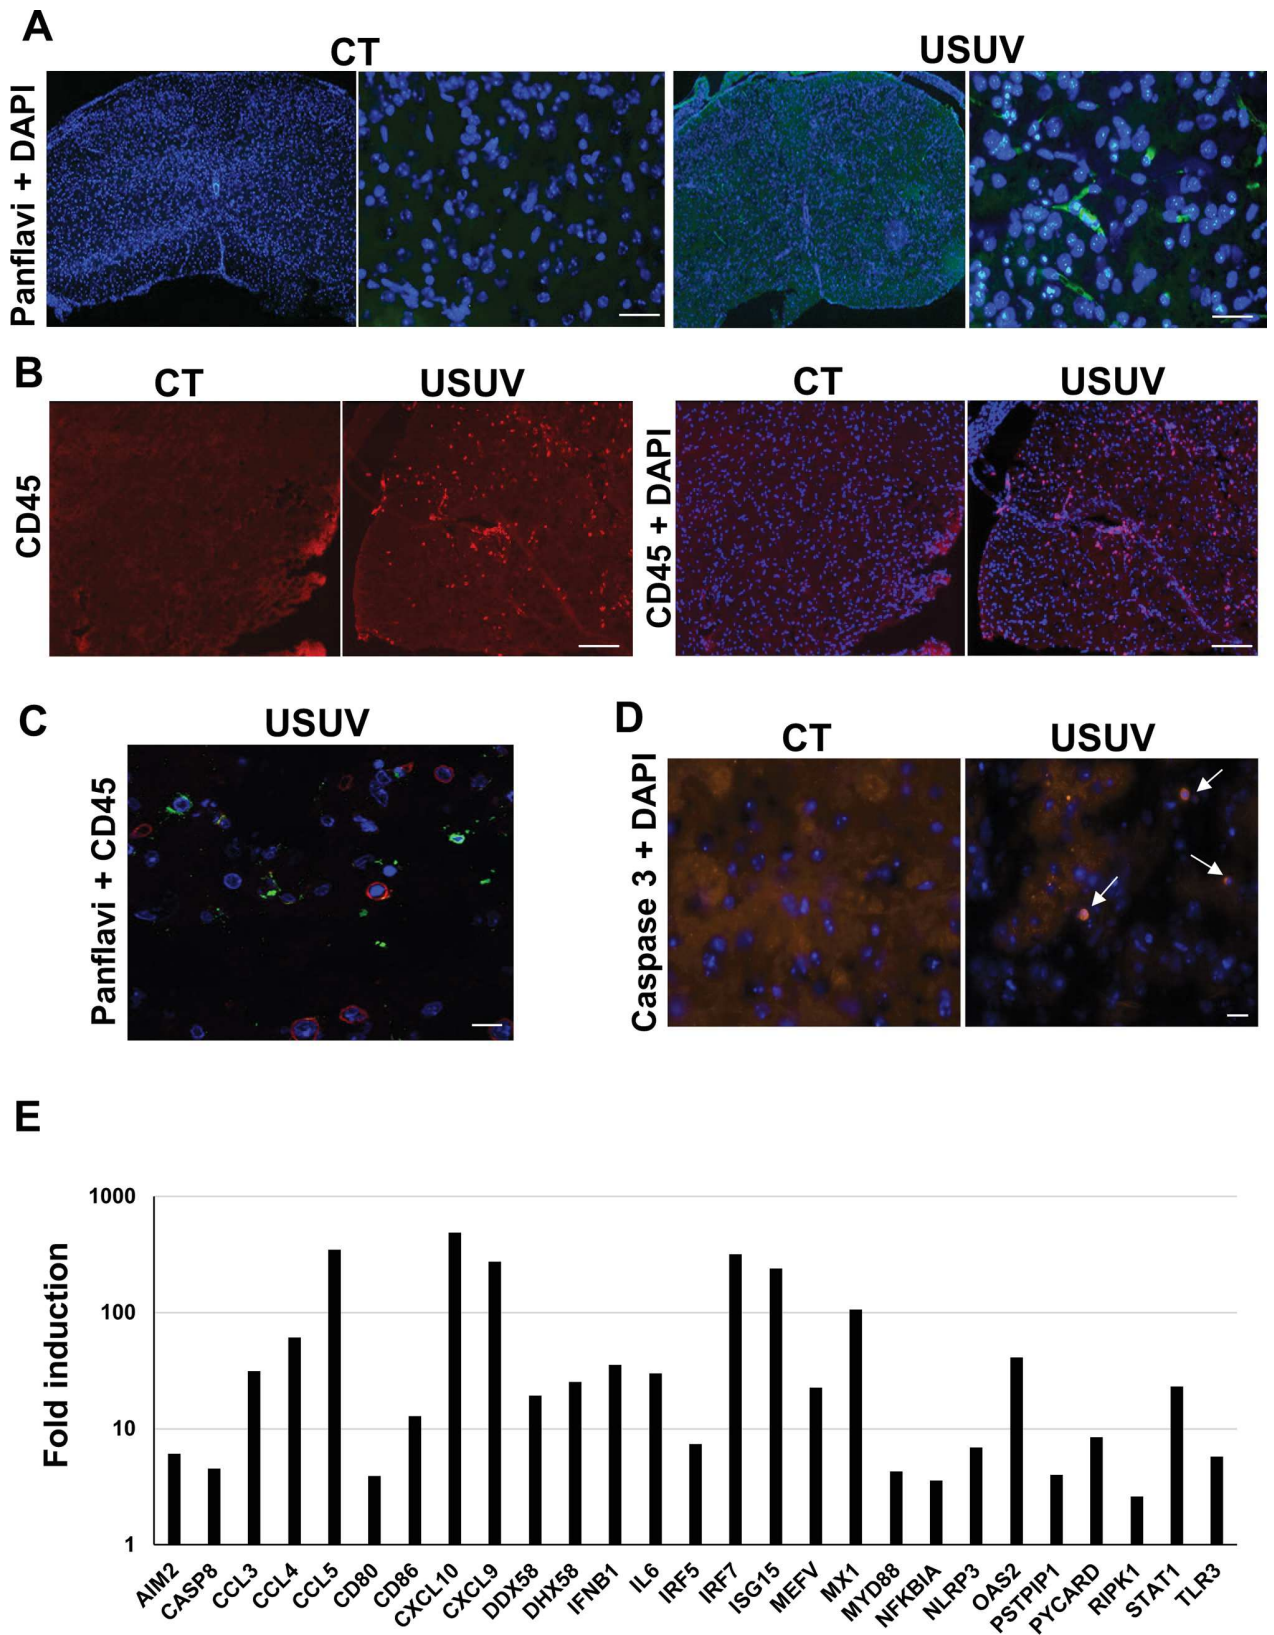 A
CT
USUV
Panflavi + DAPI
B
CT
USUV
CT
USUV
CD45
CD45 + DAPI
C
USUV
Panflavi + CD45
D
CT
USUV
Caspase 3 + DAPI
E
Fold induction
1000
100
10
1
AIM2
CASP8
CCL3
CCL4
CCL5
CD80
CD86
CXCL10
CXCL9
DDX58
DHX58
IFNB1
IL6
IRF5
IRF7
ISG15
MEFV
MX1
MYD88
NFKBIA
NLRP3
OAS2
PSTPIP1
PYCARD
RIPK1
STAT1
TLR3